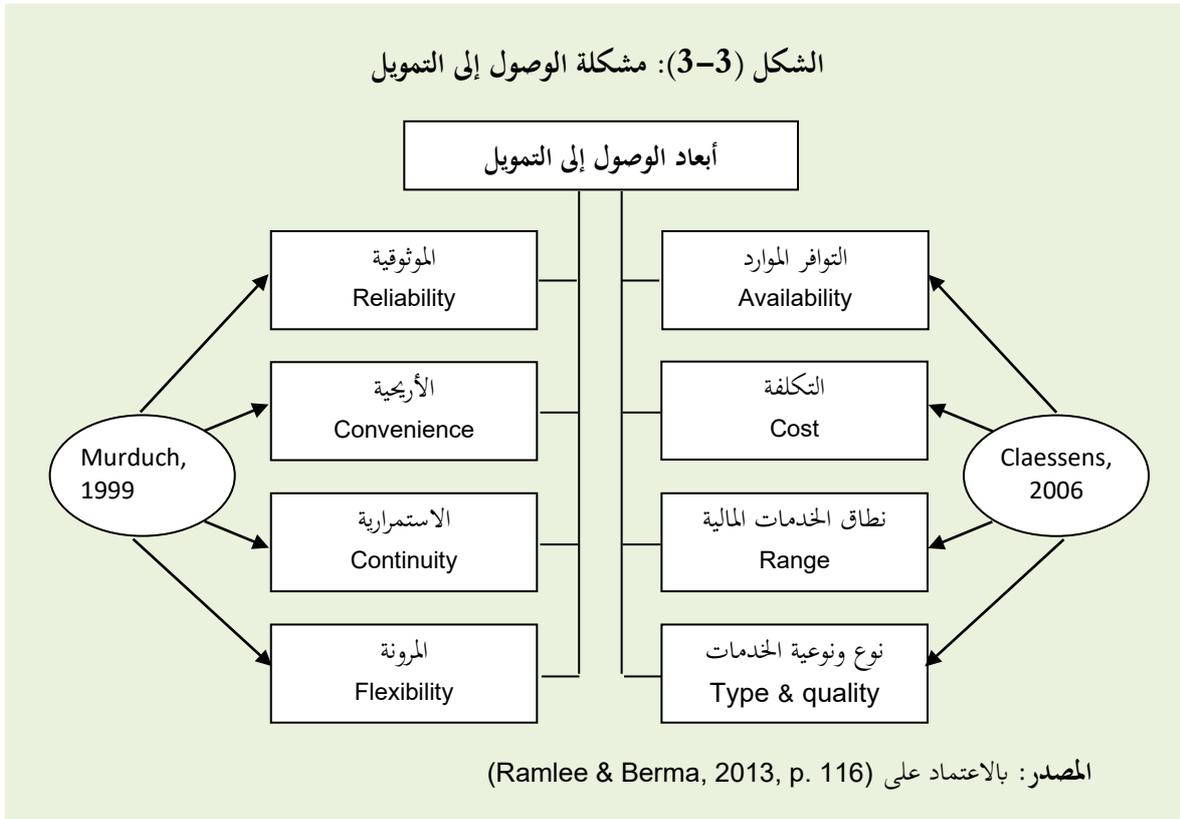 الشكل (3-3): مشكلة الوصول إلى التمويل
أبعاد الوصول إلى التمويل
التوافر الموارد
Availability
الموثوقية
Reliability
التكلفة
Cost
الأريحية
Convenience
Claessens,
2006
Murduch,
1999
نطاق الخدمات المالية
Range
الاستمرارية
Continuity
نوع ونوعية الخدمات
Type & quality
المرونة
Flexibility
المصدر: بالاعتماد على (Ramlee & Berma, 2013, p. 116)